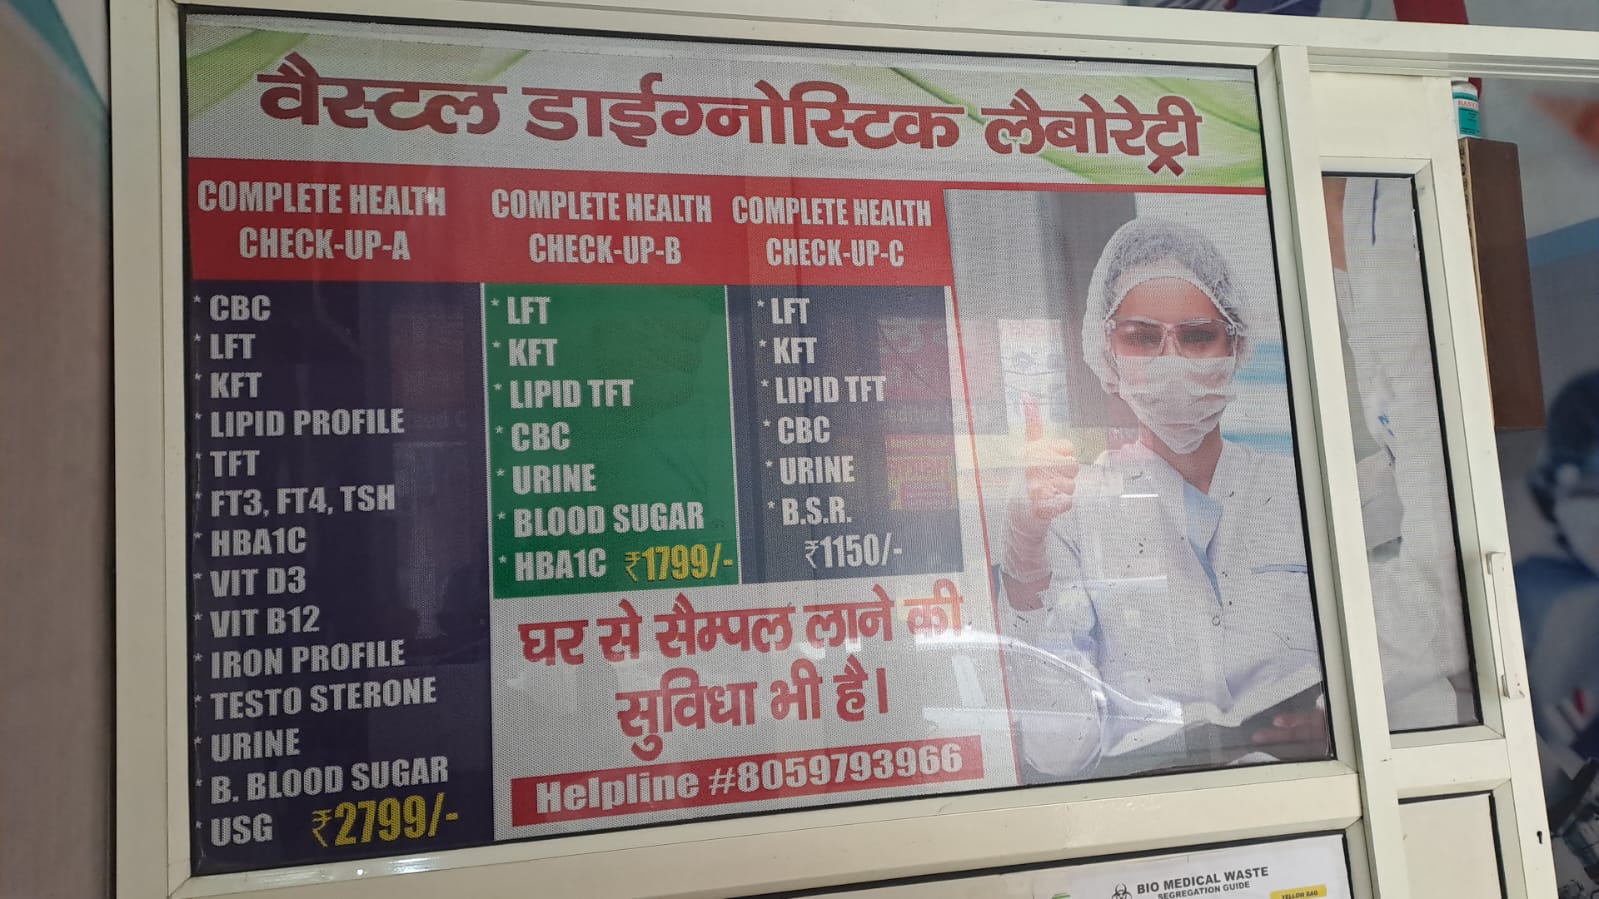 वैस्टल डाईग्नोस्टिक लैबोरेट्री
COMPLETE HEALTH
CHECK-UP-A
* CBC
* LFT
* KFT
* LIPID PROFILE
* TFT
* FT3, FT4, TSH
* HBA1C
* VIT D3
* VIT B12
* IRON PROFILE
* TESTO STERONE
* URINE
* B. BLOOD SUGAR
* USG ₹2799/-
COMPLETE HEALTH
CHECK-UP-B
* LFT
* KFT
* LIPID TFT
* CBC
* URINE
* BLOOD SUGAR
* HBA1C ₹1799/-
COMPLETE HEALTH
CHECK-UP-C
* LFT
* KFT
* LIPID TFT
* CBC
* URINE
* B.S.R.
₹1150/-
घर से सैम्पल लाने की
सुविधा भी है।
Helpline #8059793966
BIO MEDICAL WASTE
SEGREGATION GUIDE
YELLOW BAG